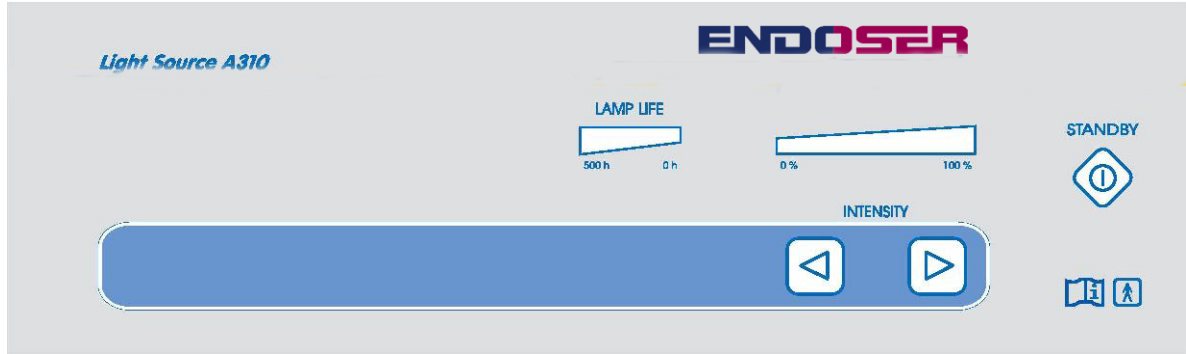 ENDOSER
Light Source A310
LAMP LIFE
500 h 0 h
0 % 100 %
STANDBY
INTENSITY
i